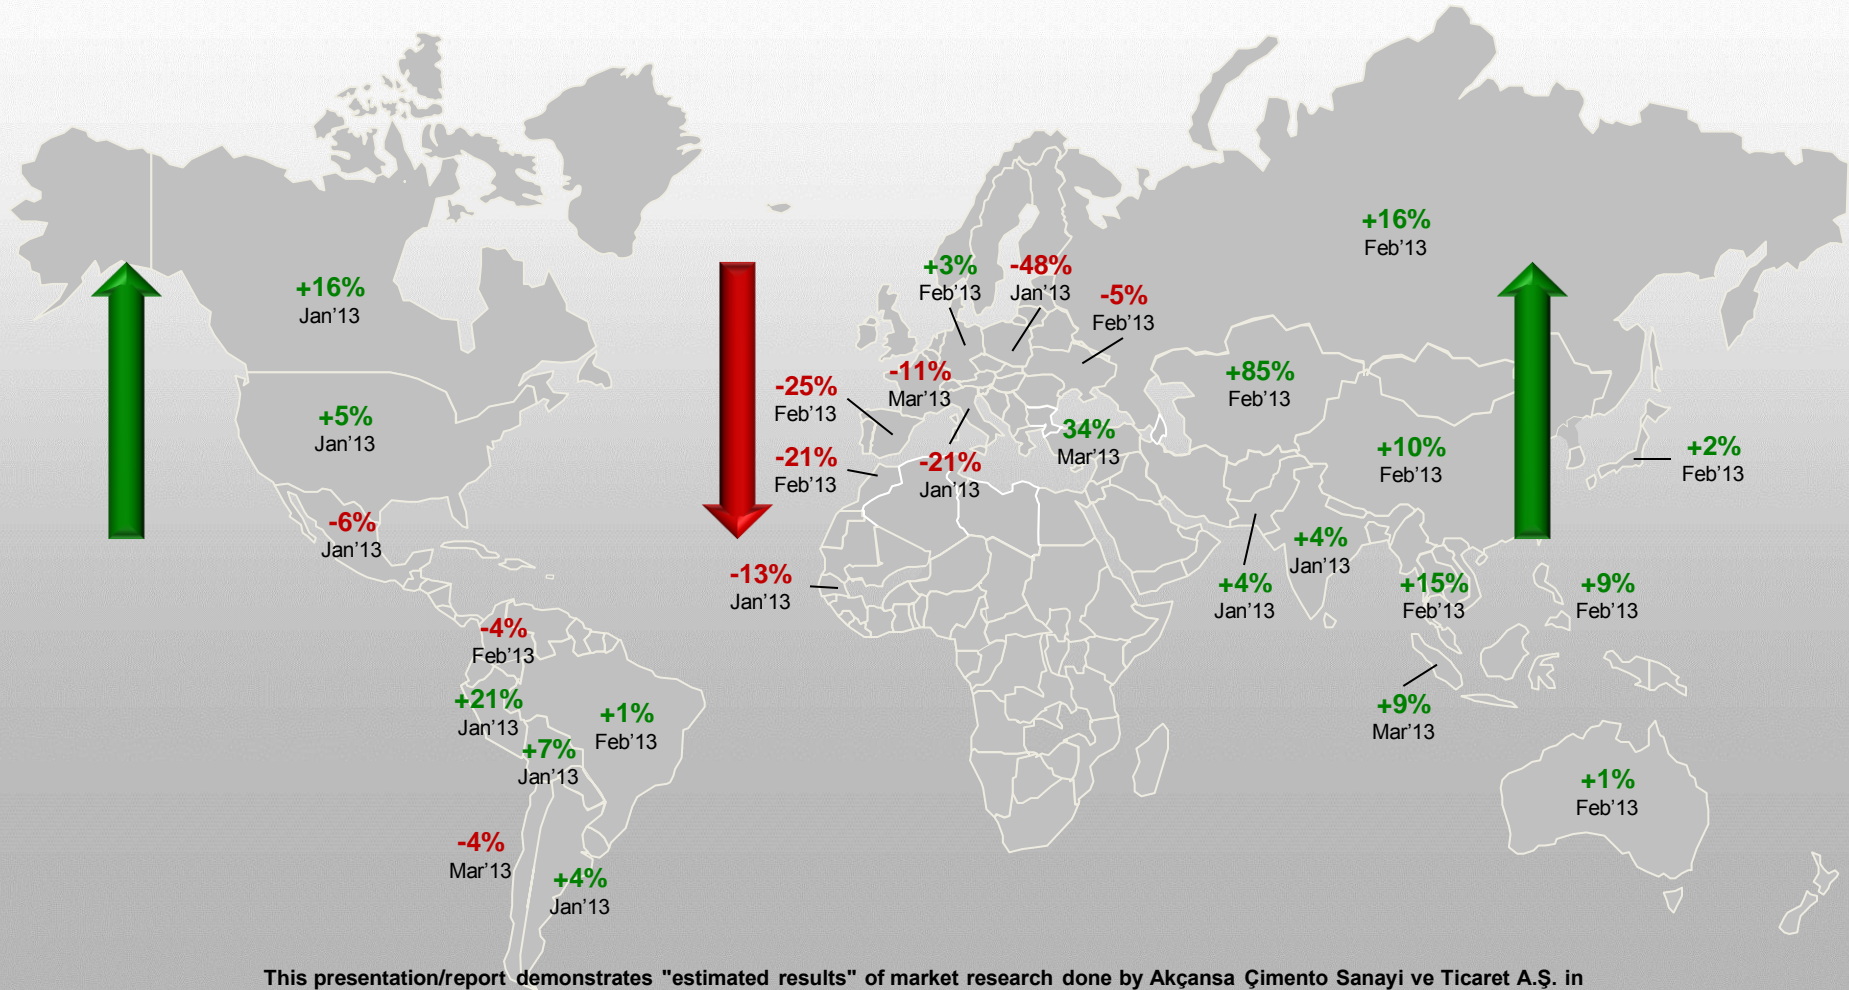 +16%
Feb'13
+3%
Feb'13
-48%
Jan'13
-5%
Feb'13
+16%
Jan'13
-11%
Mar'13
-25%
Feb'13
+85%
Feb'13
+5%
Jan'13
34%
Mar'13
+10%
Feb'13
+2%
Feb'13
-21%
Feb'13
-21%
Jan'13
-6%
Jan'13
+4%
Jan'13
-13%
Jan'13
+4%
Jan'13
+15%
Feb'13
+9%
Feb'13
-4%
Feb'13
+21%
Jan'13
+1%
Feb'13
+9%
Mar'13
+7%
Jan'13
+1%
Feb'13
-4%
Mar'13
+4%
Jan'13
This presentation/report demonstrates "estimated results" of market research done by Akçansa Çimento Sanayi ve Ticaret A.Ş. in